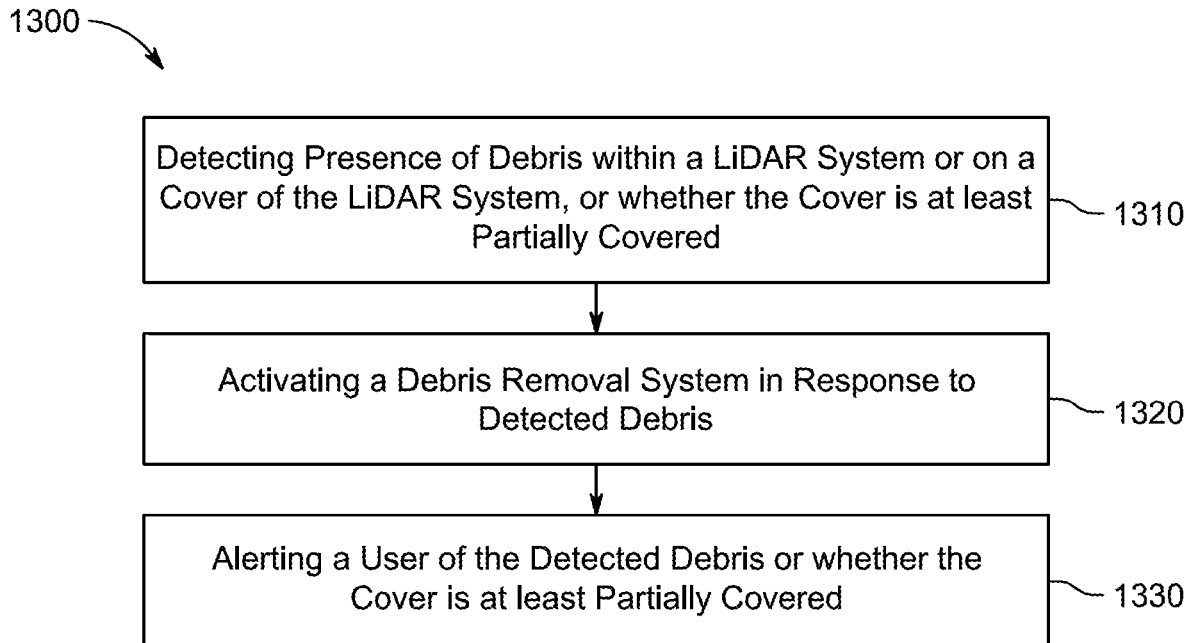 1300
Detecting Presence of Debris within a LiDAR System or on a
Cover of the LiDAR System, or whether the Cover is at least
Partially Covered
1310
Activating a Debris Removal System in Response to
Detected Debris
1320
Alerting a User of the Detected Debris or whether the
Cover is at least Partially Covered
1330